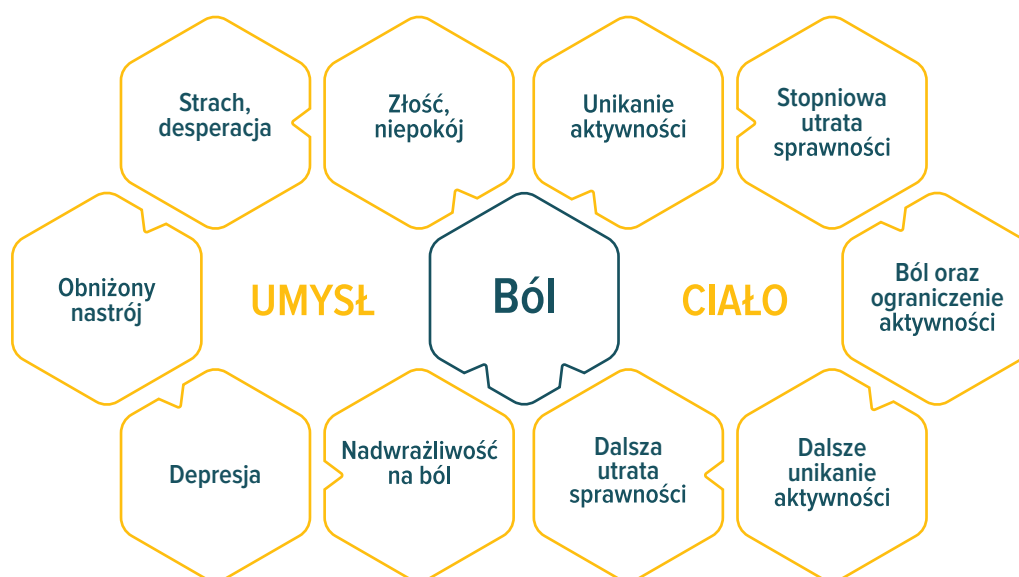 Strach,
desperacja
Złość,
niepokój
Unikanie
aktywności
Stopniowa
utrata
sprawności
Obniżony
nastrój
UMYSŁ
Ból
CIAŁO
Ból oraz
ograniczenie
aktywności
Depresja
Nadwrażliwość
na ból
Dalsza
utrata
sprawności
Dalsze
unikanie
aktywności